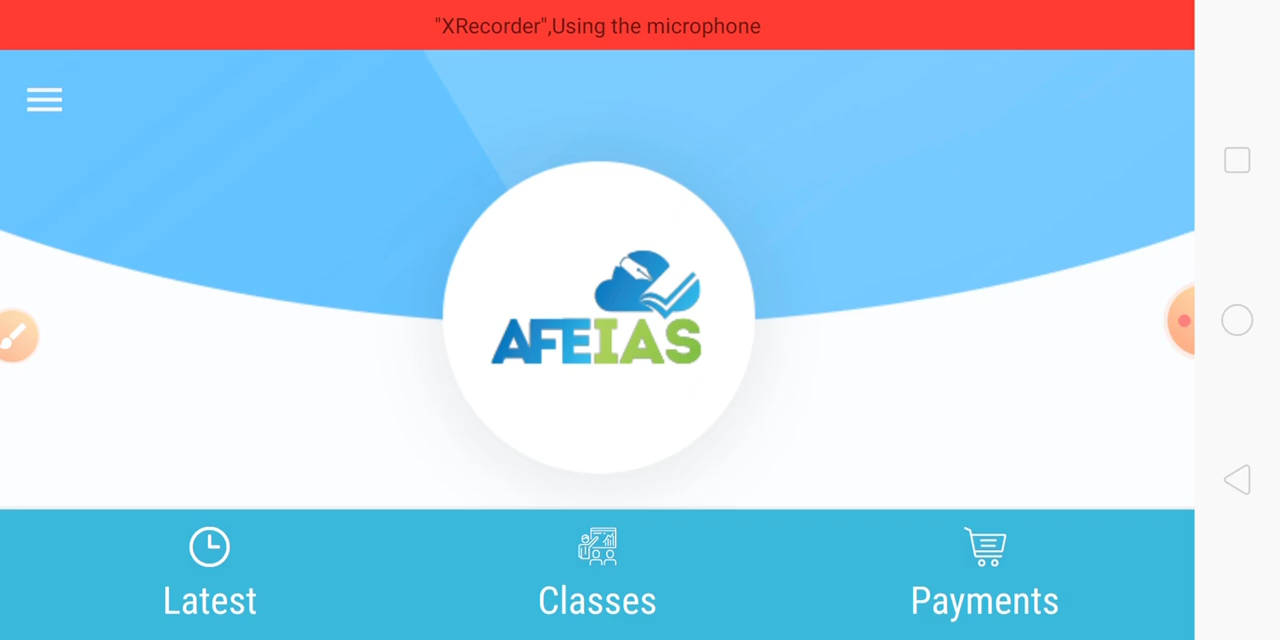 "XRecorder",Using the microphone
AFEIAS
Latest
Classes
Payments